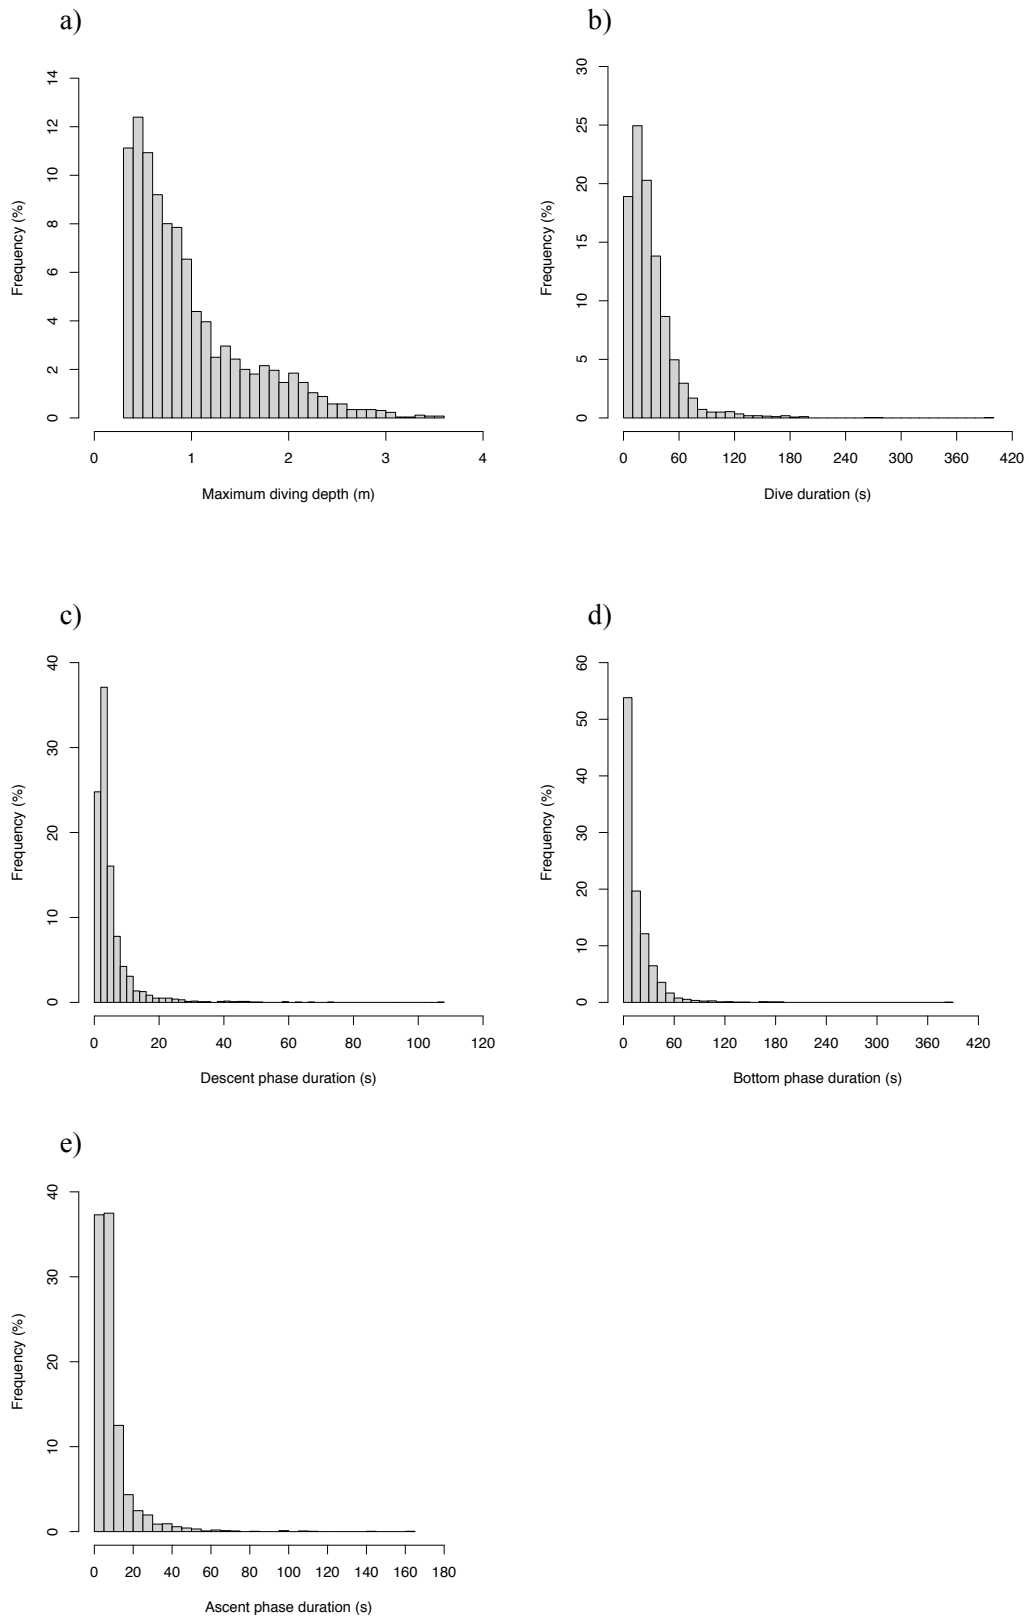 a)
14
12
10
8
6
4
2
0
Frequency (%)
0 1 2 3 4
Maximum diving depth (m)
b)
30
25
20
15
10
5
0
Frequency (%)
0 60 120 180 240 300 360 420
Dive duration (s)
c)
40
30
20
10
0
Frequency (%)
0 20 40 60 80 100 120
Descent phase duration (s)
d)
60
50
40
30
20
10
0
Frequency (%)
0 60 120 180 240 300 360 420
Bottom phase duration (s)
e)
40
30
20
10
0
Frequency (%)
0 20 40 60 80 100 120 140 160 180
Ascent phase duration (s)